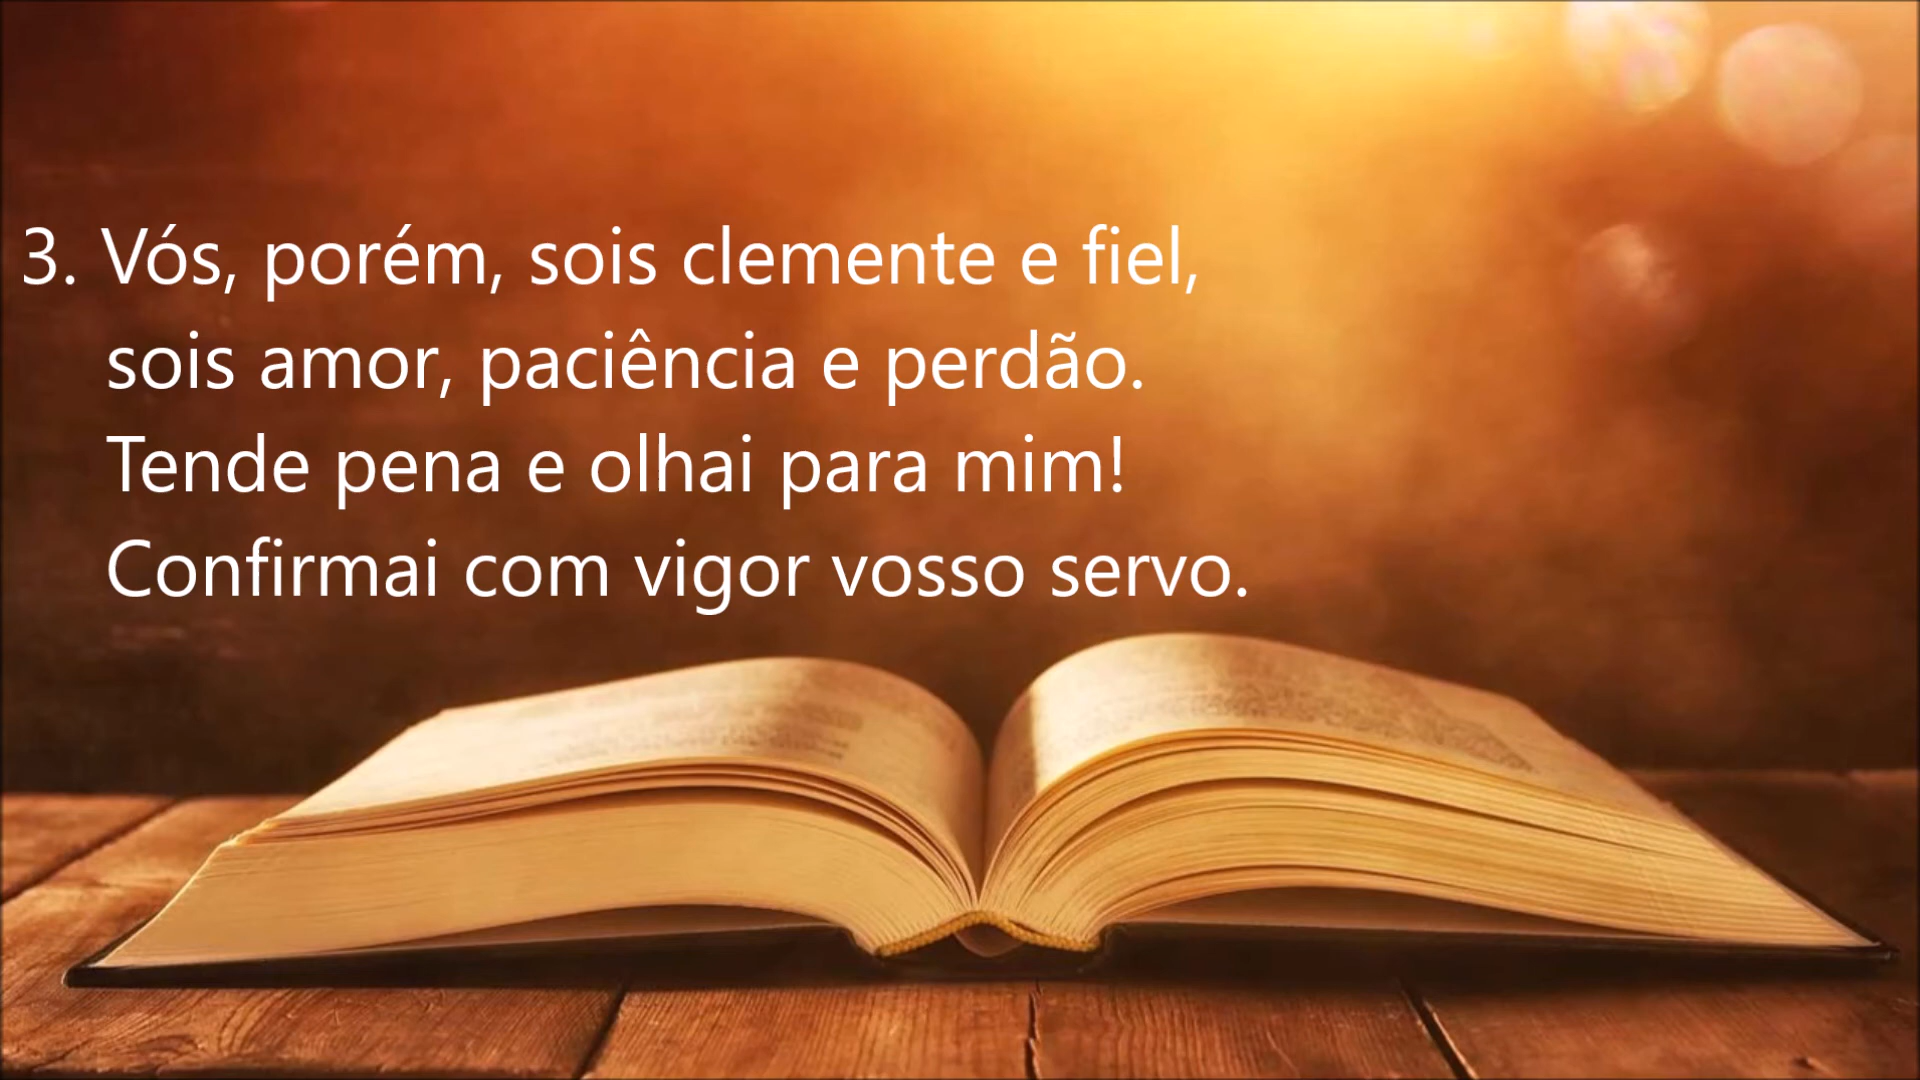 3. Vós, porém, sois clemente e fiel,
sois amor, paciência e perdão.
Tende pena e olhai para mim!
Confirmai com vigor vosso servo.